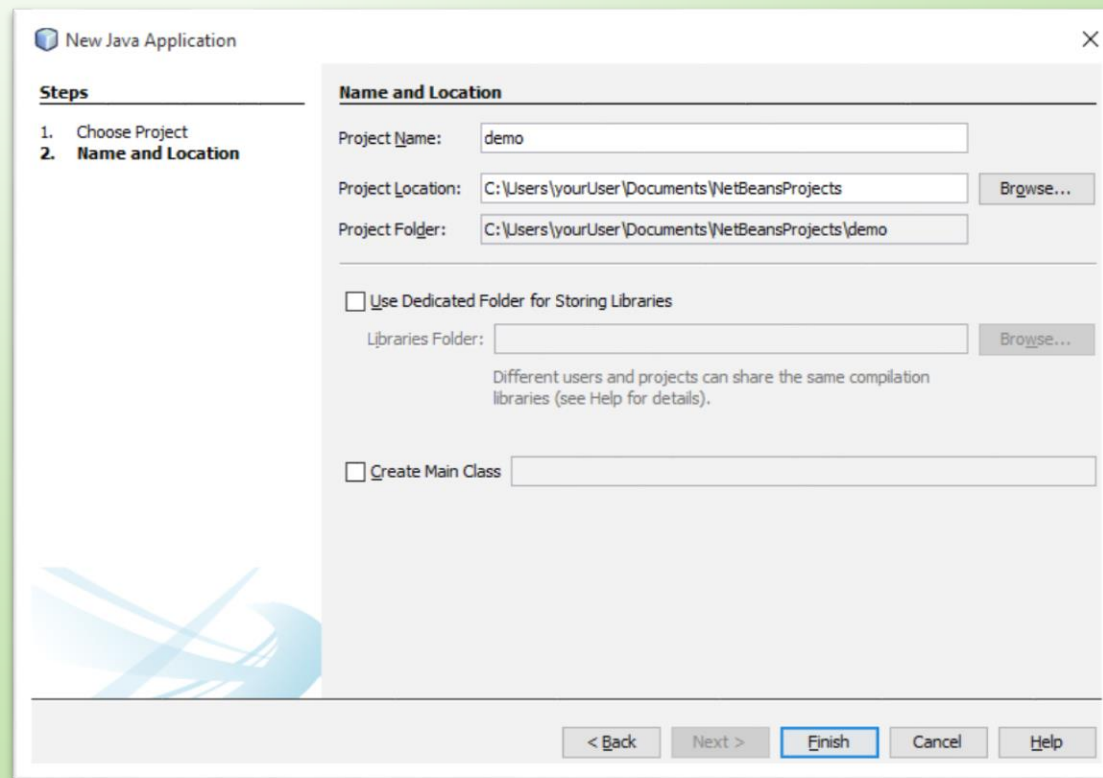 New Java Application
Steps
1. Choose Project
2. Name and Location
Name and Location
Project Name: demo
Project Location: C:\Users\yourUser\Documents\NetBeansProjects Browse...
Project Folder: C:\Users\yourUser\Documents\NetBeansProjects\demo
Use Dedicated Folder for Storing Libraries
Libraries Folder: Browse...
Different users and projects can share the same compilation
libraries (see Help for details).
Create Main Class
< Back Next > Finish Cancel Help